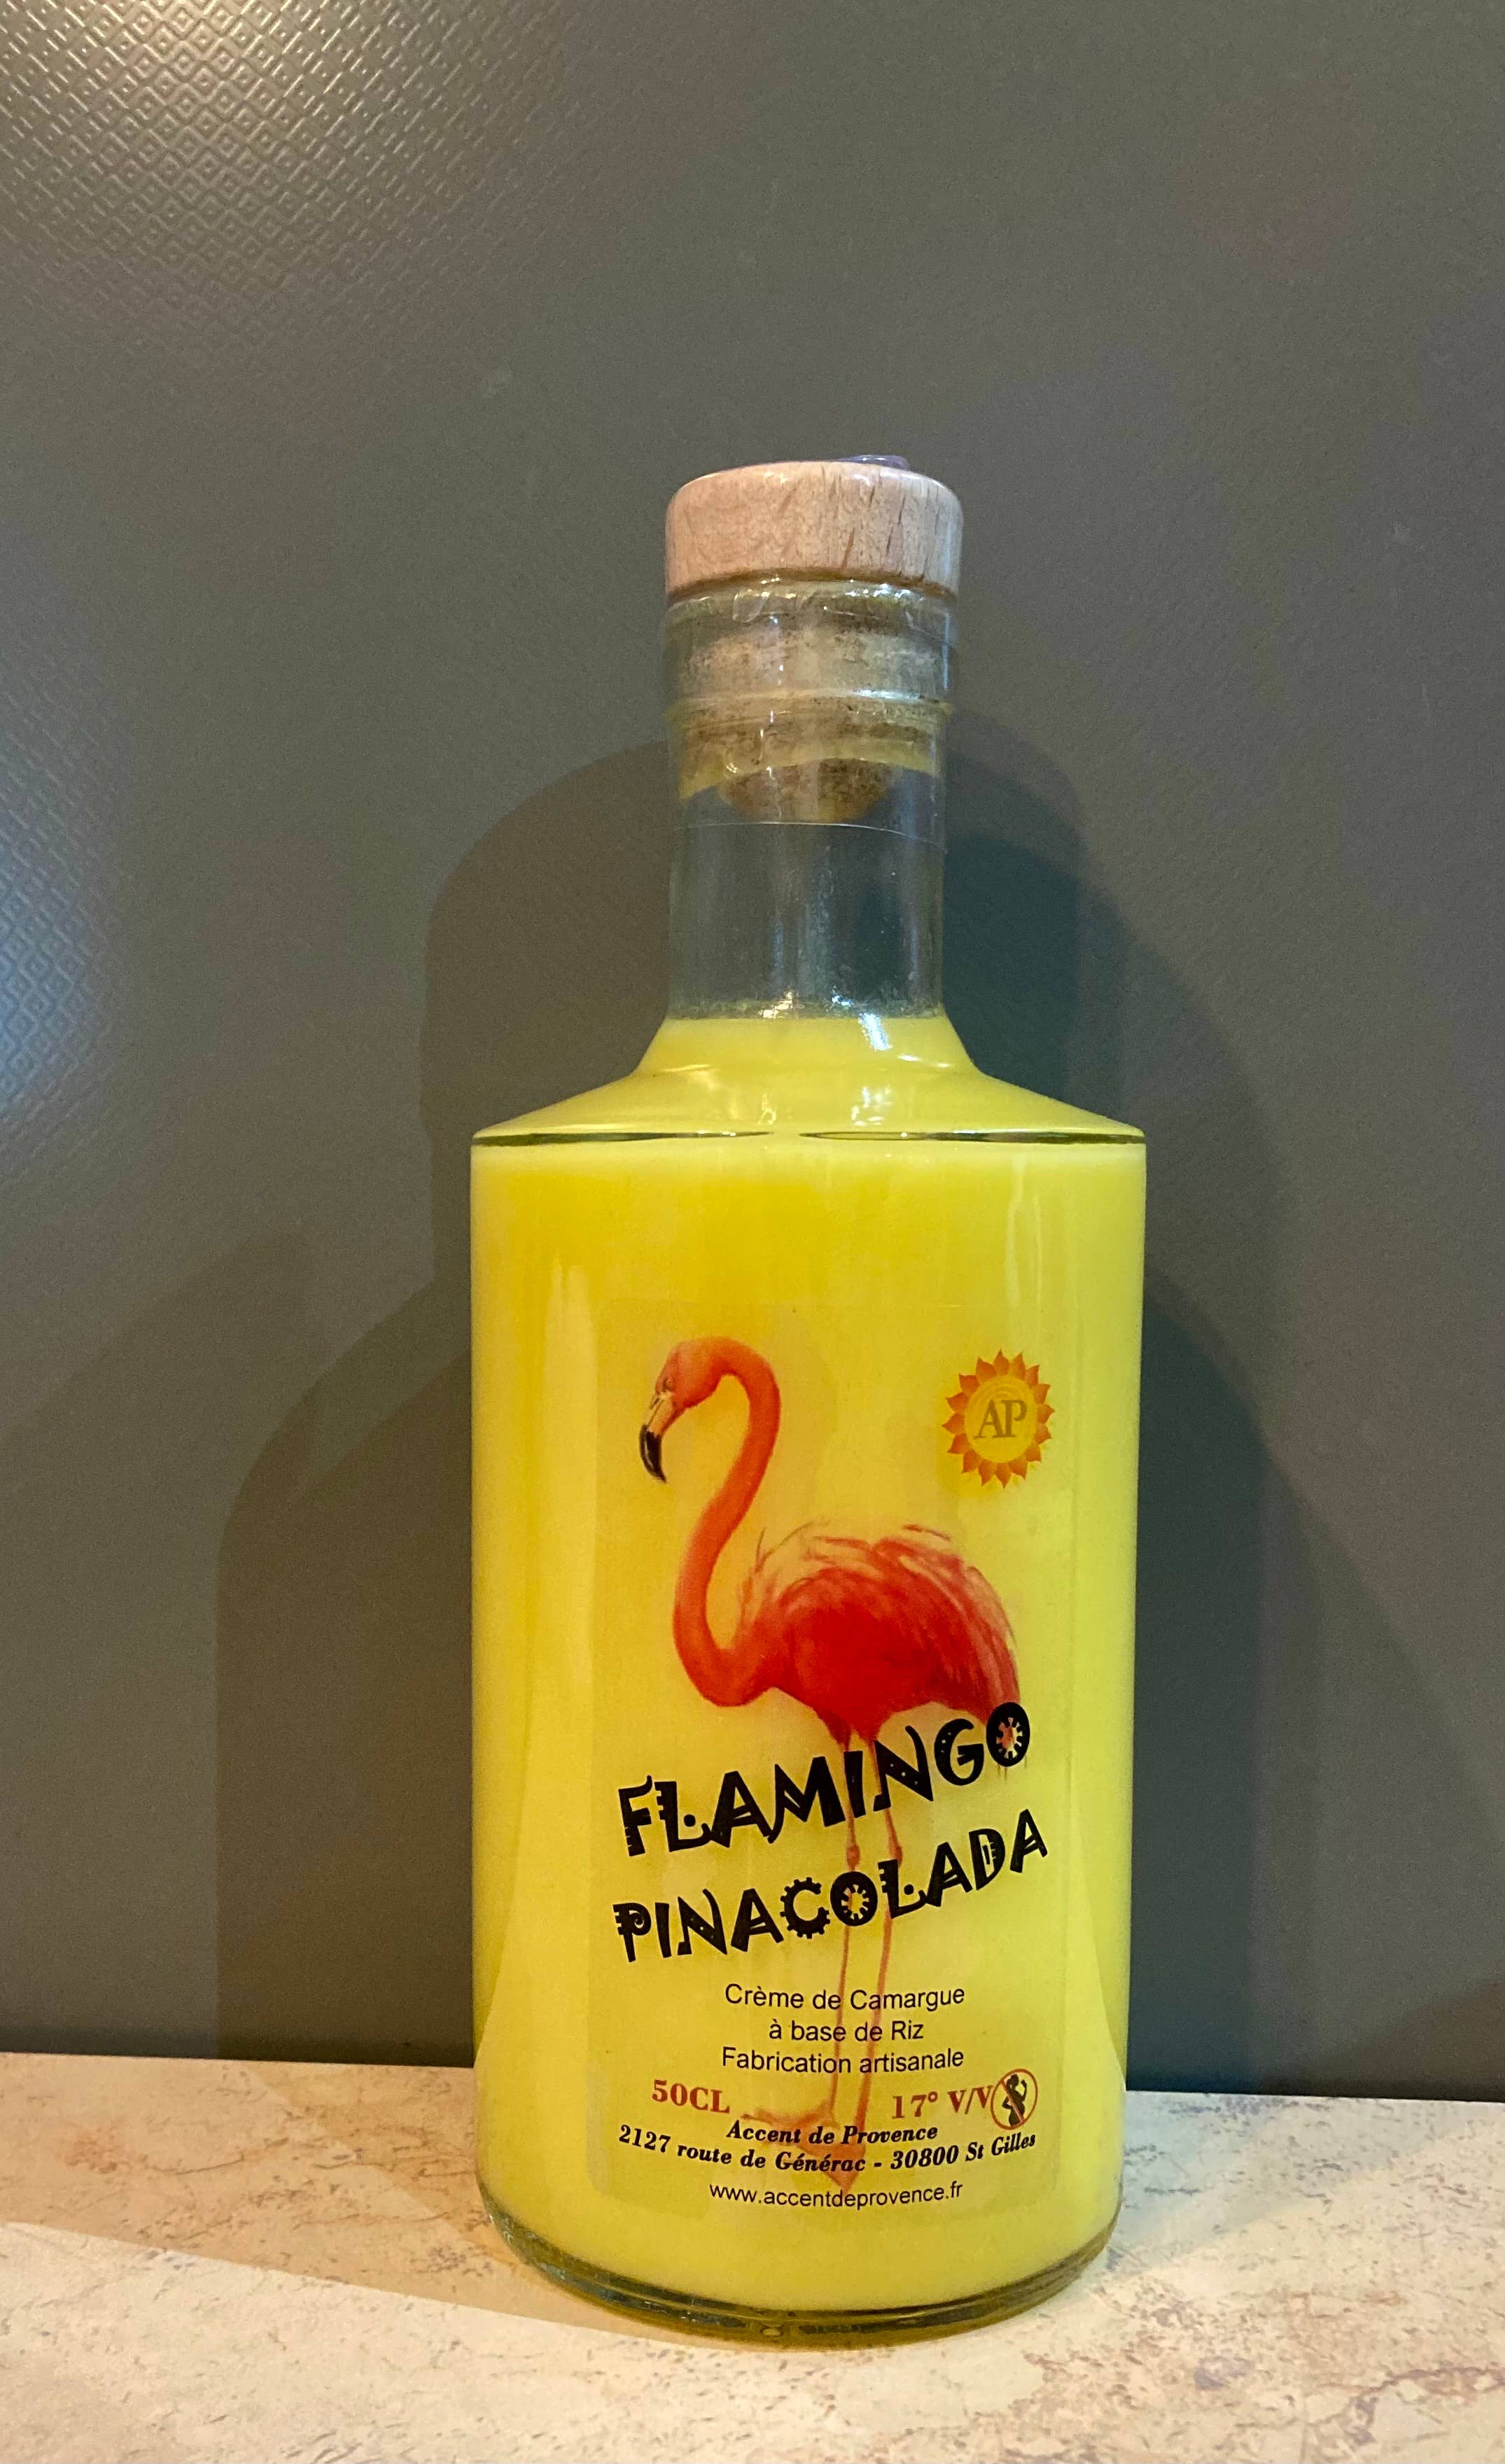 AP
FLAMINGO
PINACOLADA
Crème de Camargue
à base de Riz
Fabrication artisanale
50CL 17° V/V
Accent de Provence
2127 route de Générac - 30800 St Gilles
www.accentdeprovence.fr